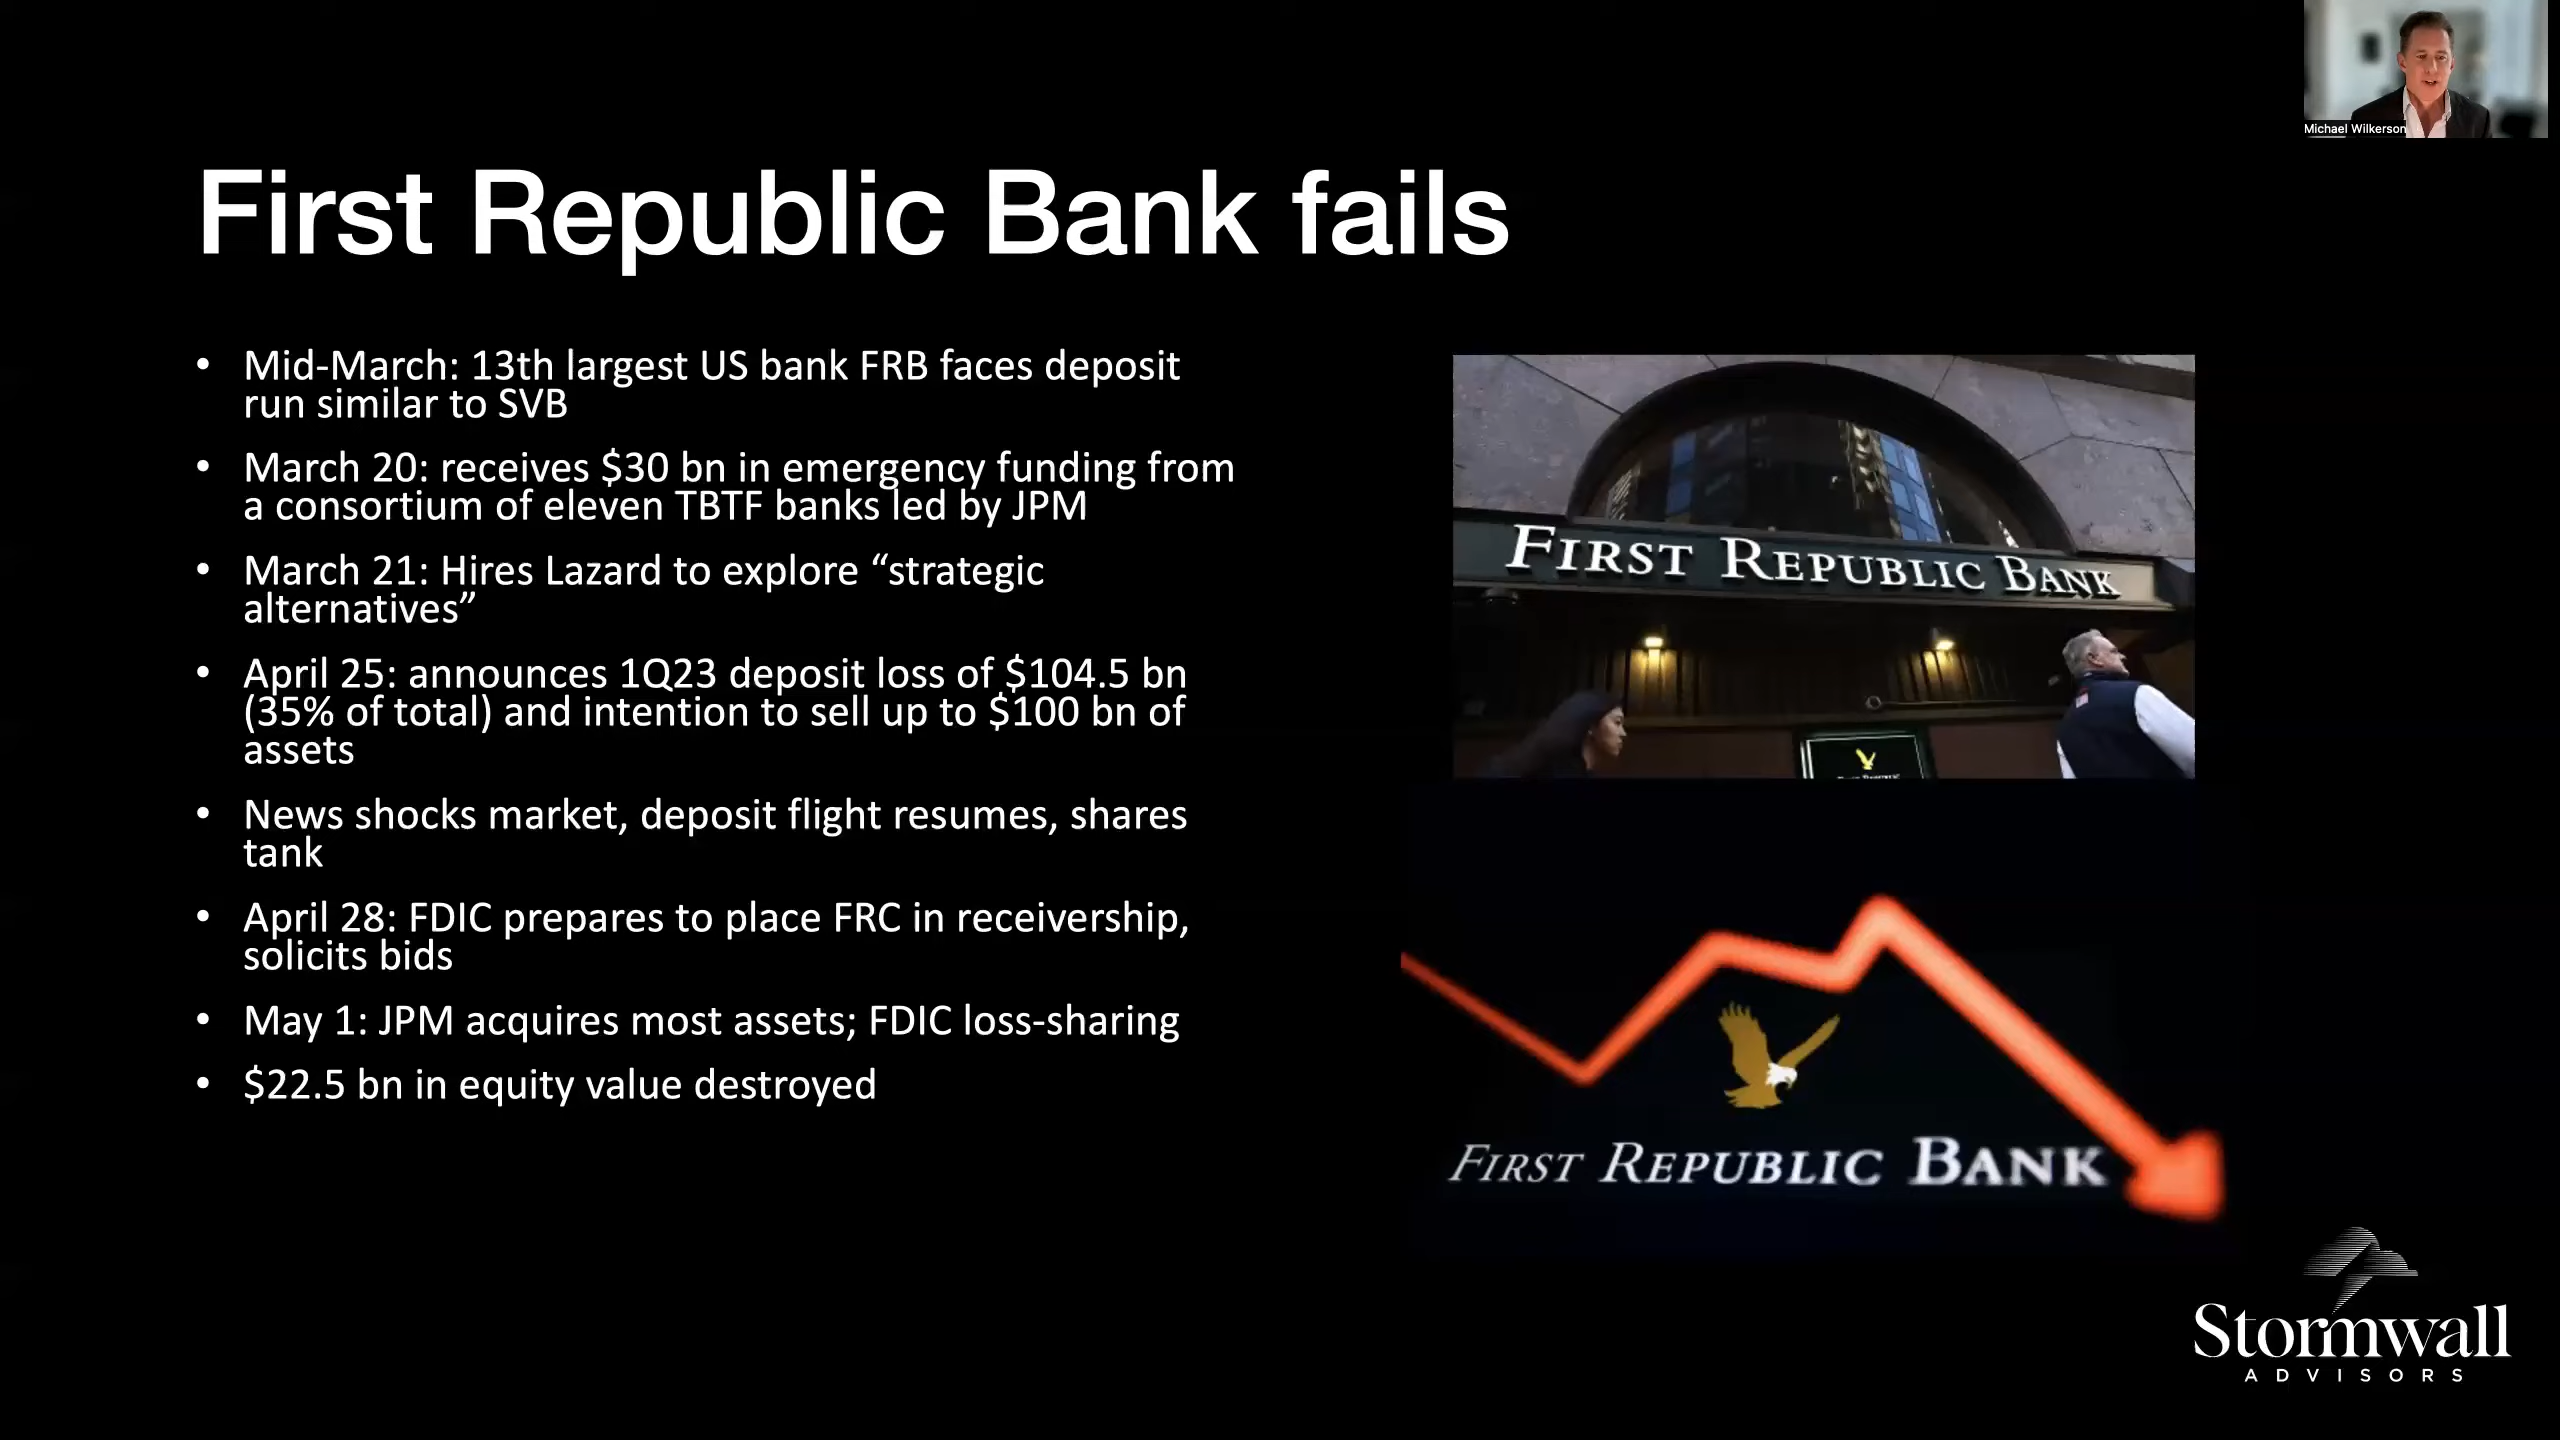 Michael Wilkerson
First Republic Bank fails
• Mid-March: 13th largest US bank FRB faces deposit
run similar to SVB
• March 20: receives $30 bn in emergency funding from
a consortium of eleven TBTF banks led by JPM
• March 21: Hires Lazard to explore “strategic
alternatives”
• April 25: announces 1Q23 deposit loss of $104.5 bn
(35% of total) and intention to sell up to $100 bn of
assets
• News shocks market, deposit flight resumes, shares
tank
• April 28: FDIC prepares to place FRC in receivership,
solicits bids
• May 1: JPM acquires most assets; FDIC loss-sharing
• $22.5 bn in equity value destroyed
FIRST REPUBLIC BANK
FIRST REPUBLIC BANK
Stormwall
ADVISORS